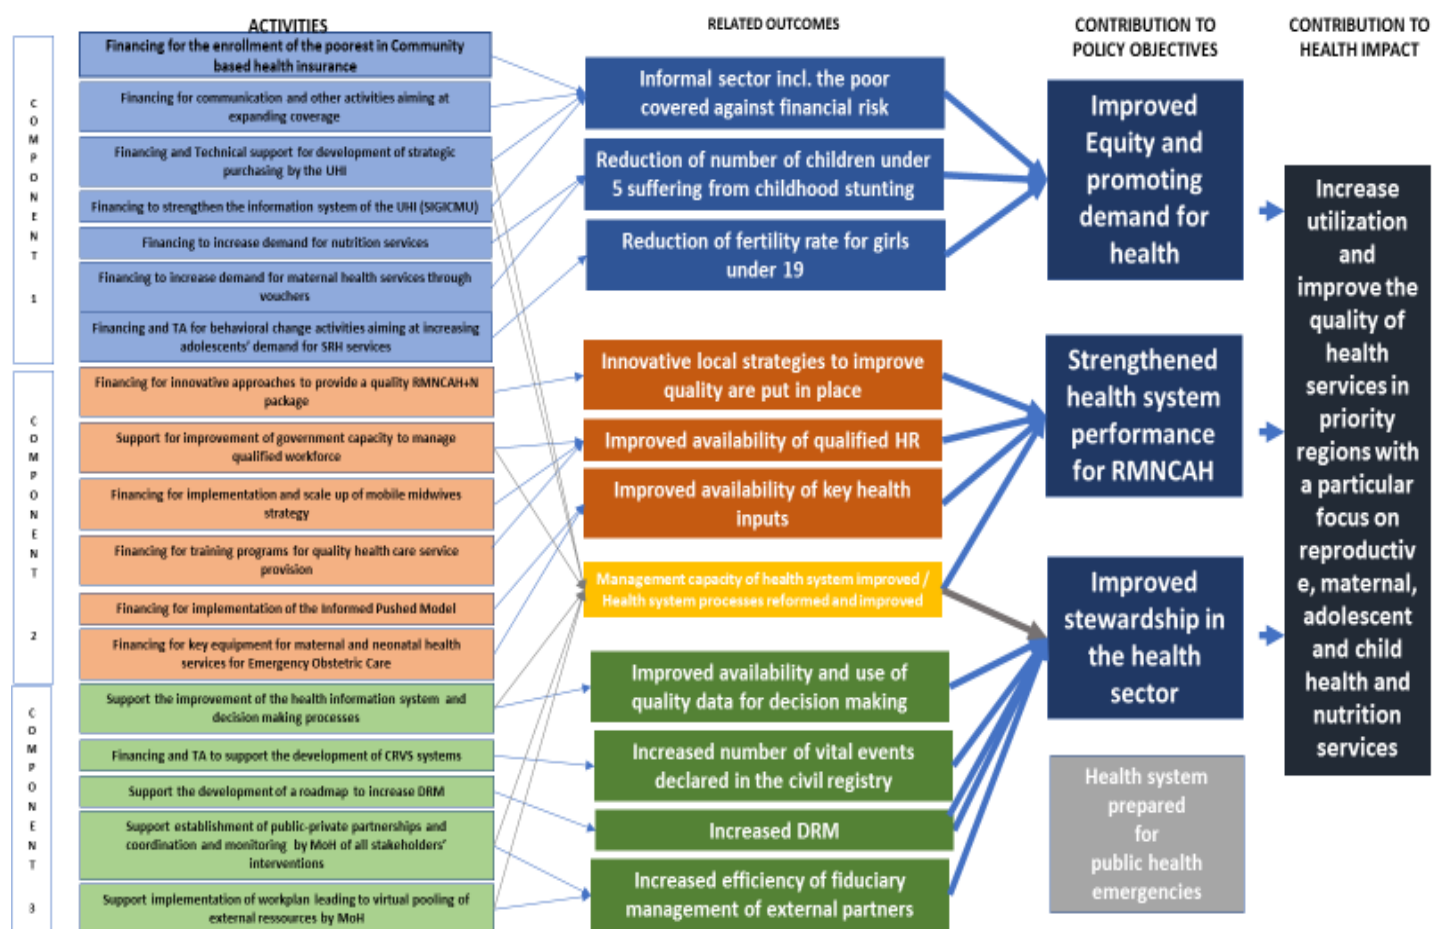 ACTIVITIES
RELATED OUTCOMES
CONTRIBUTION TO
POLICY OBJECTIVES
CONTRIBUTION TO
HEALTH IMPACT
COMPONENT
1
Financing for the enrollment of the poorest in Community
based health insurance
Financing for communication and other activities aiming at
expanding coverage
Financing and Technical support for development of strategic
purchasing by the UHI
Financing to strengthen the information system of the UHI (SIGICMU)
Financing to increase demand for nutrition services
Financing to increase demand for maternal health services through
vouchers
Financing and TA for behavioral change activities aiming at increasing
adolescents' demand for SRH services
COMPONENT
2
Financing for innovative approaches to provide a quality RMNCAH+N
package
Support for improvement of government capacity to manage
qualified workforce
Financing for implementation and scale up of mobile midwives
strategy
Financing for training programs for quality health care service
provision
Financing for implementation of the Informed Pushed Model
Financing for key equipment for maternal and neonatal health
services for Emergency Obstetric Care
COMPONENT
3
Support the improvement of the health information system and
decision making processes
Financing and TA to support the development of CRVS systems
Support the development of a roadmap to increase DRM
Support establishment of public-private partnerships and
coordination and monitoring by MoH of all stakeholders'
interventions
Support implementation of workplan leading to virtual pooling of
external ressources by MoH
Informal sector incl. the poor
covered against financial risk
Reduction of number of children under
5 suffering from childhood stunting
Reduction of fertility rate for girls
under 19
Innovative local strategies to improve
quality are put in place
Improved availability of qualified HR
Improved availability of key health
inputs
Management capacity of health system improved /
Health system processes reformed and improved
Improved availability and use of
quality data for decision making
Increased number of vital events
declared in the civil registry
Increased DRM
Increased efficiency of fiduciary
management of external partners
Improved
Equity and
promoting
demand for
health
Strengthened
health system
performance
for RMNCAH
Improved
stewardship in
the health
sector
Health system
prepared
for
public health
emergencies
Increase
utilization
and
improve the
quality of
health
services in
priority
regions with
a particular
focus on
reproductiv
e, maternal,
adolescent
and child
health and
nutrition
services